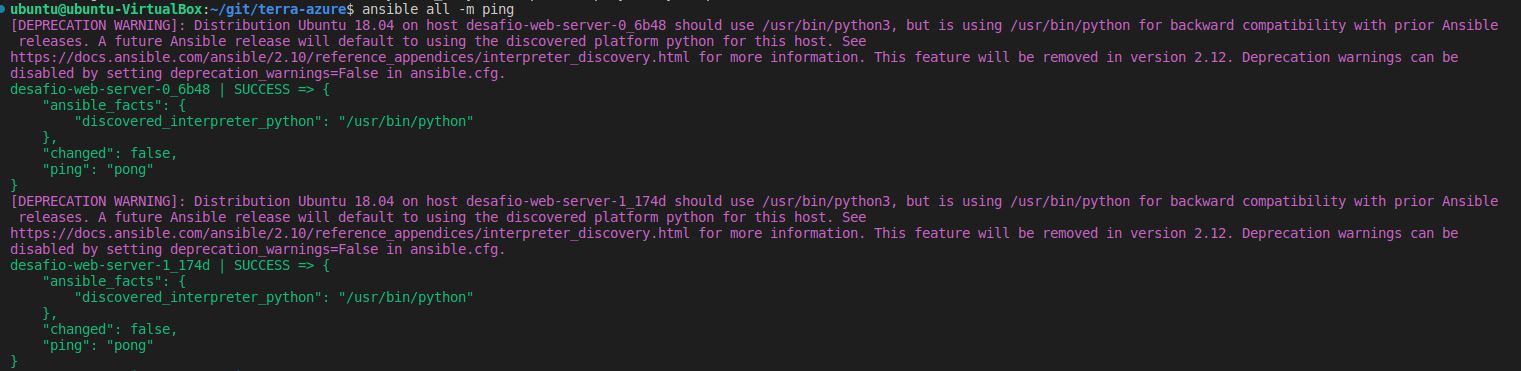 ubuntu@ubuntu-VirtualBox:~/git/terra-azure$ ansible all -m ping
[DEPRECATION WARNING]: Distribution Ubuntu 18.04 on host desafio-web-server-0_6b48 should use /usr/bin/python3, but is using /usr/bin/python for backward compatibility with prior Ansible
 releases. A future Ansible release will default to using the discovered platform python for this host. See
https://docs.ansible.com/ansible/2.10/reference_appendices/interpreter_discovery.html for more information. This feature will be removed in version 2.12. Deprecation warnings can be
disabled by setting deprecation_warnings=False in ansible.cfg.
desafio-web-server-0_6b48 | SUCCESS => {
    "ansible_facts": {
        "discovered_interpreter_python": "/usr/bin/python"
    },
    "changed": false,
    "ping": "pong"
}
[DEPRECATION WARNING]: Distribution Ubuntu 18.04 on host desafio-web-server-1_174d should use /usr/bin/python3, but is using /usr/bin/python for backward compatibility with prior Ansible
 releases. A future Ansible release will default to using the discovered platform python for this host. See
https://docs.ansible.com/ansible/2.10/reference_appendices/interpreter_discovery.html for more information. This feature will be removed in version 2.12. Deprecation warnings can be
disabled by setting deprecation_warnings=False in ansible.cfg.
desafio-web-server-1_174d | SUCCESS => {
    "ansible_facts": {
        "discovered_interpreter_python": "/usr/bin/python"
    },
    "changed": false,
    "ping": "pong"
}